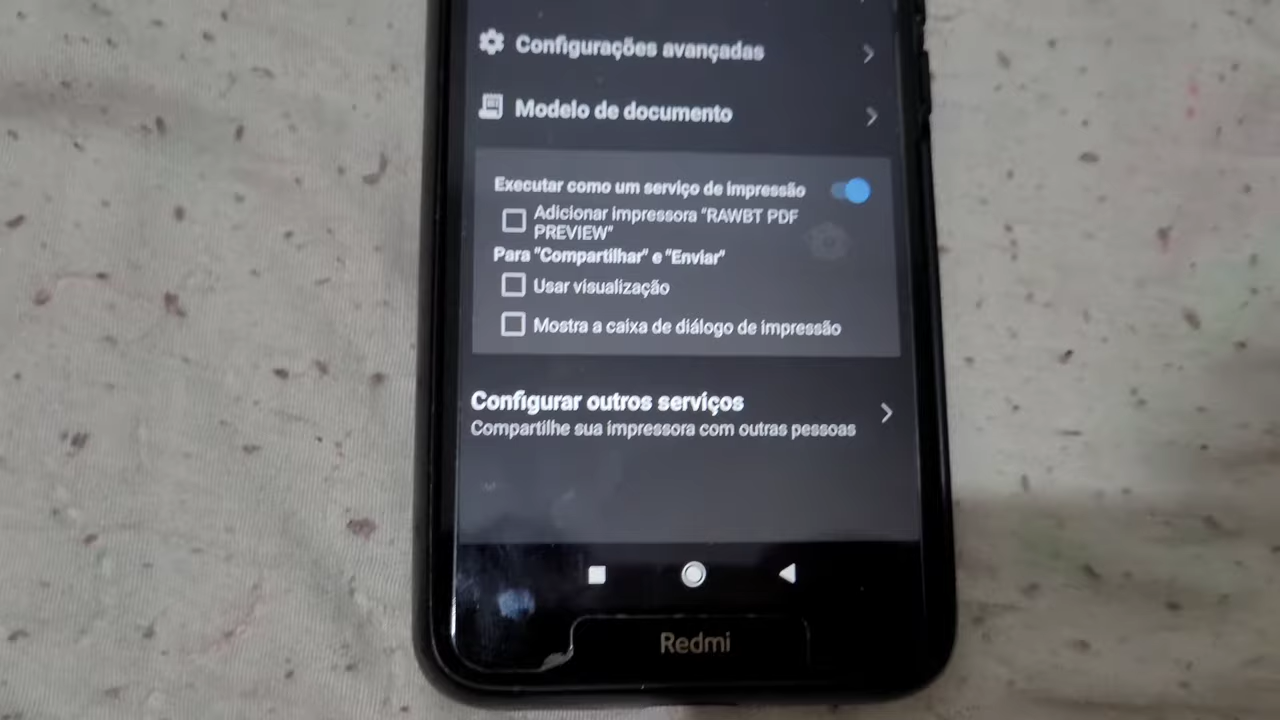 Configurações avançadas
Modelo de documento
Executar como um serviço de impressão
Adicionar impressora "RAWBT PDF
PREVIEW"
Para "Compartilhar" e "Enviar"
Usar visualização
Mostra a caixa de diálogo de impressão
Configurar outros serviços
Compartilhe sua impressora com outras pessoas
Redmi